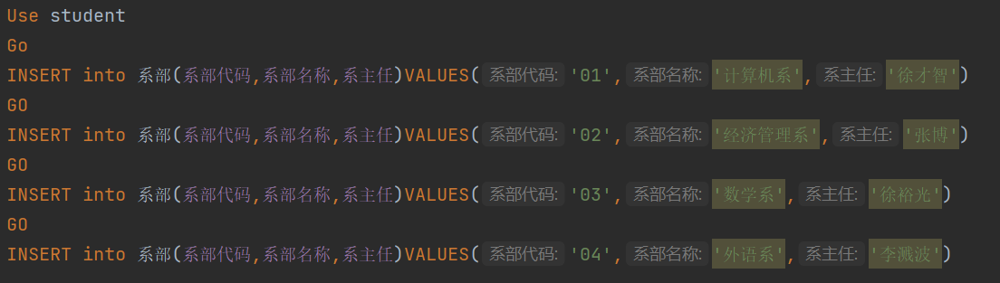 Use student
Go
INSERT into 系部(系部代码,系部名称,系主任)VALUES( 系部代码: '01', 系部名称: '计算机系', 系主任: '徐才智')
GO
INSERT into 系部(系部代码,系部名称,系主任)VALUES( 系部代码: '02', 系部名称: '经济管理系', 系主任: '张博')
GO
INSERT into 系部(系部代码,系部名称,系主任)VALUES( 系部代码: '03', 系部名称: '数学系', 系主任: '徐裕光')
GO
INSERT into 系部(系部代码,系部名称,系主任)VALUES( 系部代码: '04', 系部名称: '外语系', 系主任: '李溅波')